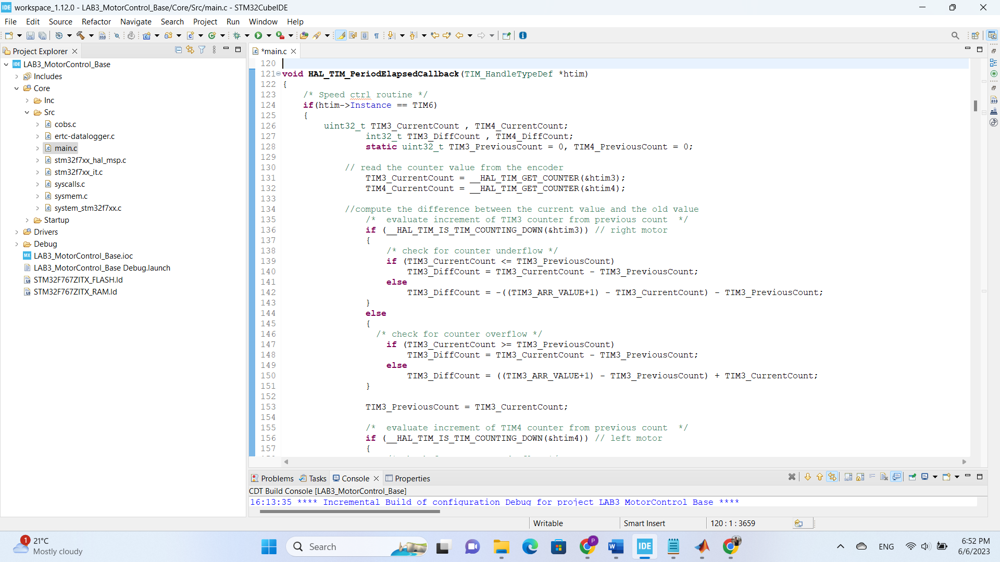 workspace_1.12.0 - LAB3_MotorControl_Base/Core/Src/main.c - STM32CubeIDE
File Edit Source Refactor Navigate Search Project Run Window Help
Project Explorer
LAB3_MotorControl_Base
Includes
Core
Inc
Src
cobs.c
ertc-datalogger.c
main.c
stm32f7xx_hal_msp.c
stm32f7xx_it.c
syscalls.c
sysmem.c
system_stm32f7xx.c
Startup
Drivers
Debug
LAB3_MotorControl_Base.ioc
LAB3_MotorControl_Base Debug.launch
STM32F767ZITX_FLASH.ld
STM32F767ZITX_RAM.ld
*main.c
120
121 void HAL_TIM_PeriodElapsedCallback(TIM_HandleTypeDef *htim)
122 {
123 /* Speed ctrl routine */
124 if(htim->Instance == TIM6)
125 {
126 uint32_t TIM3_CurrentCount , TIM4_CurrentCount;
127 int32_t TIM3_DiffCount , TIM4_DiffCount;
128 static uint32_t TIM3_PreviousCount = 0, TIM4_PreviousCount = 0;
129
130 // read the counter value from the encoder
131 TIM3_CurrentCount = __HAL_TIM_GET_COUNTER(&htim3);
132 TIM4_CurrentCount = __HAL_TIM_GET_COUNTER(&htim4);
133
134 //compute the difference between the current value and the old value
135 /* evaluate increment of TIM3 counter from previous count */
136 if (__HAL_TIM_IS_TIM_COUNTING_DOWN(&htim3)) // right motor
137 {
138 /* check for counter underflow */
139 if (TIM3_CurrentCount <= TIM3_PreviousCount)
140 TIM3_DiffCount = TIM3_CurrentCount - TIM3_PreviousCount;
141 else
142 TIM3_DiffCount = -((TIM3_ARR_VALUE+1) - TIM3_CurrentCount) - TIM3_PreviousCount;
143 }
144 else
145 {
146 /* check for counter overflow */
147 if (TIM3_CurrentCount >= TIM3_PreviousCount)
148 TIM3_DiffCount = TIM3_CurrentCount - TIM3_PreviousCount;
149 else
150 TIM3_DiffCount = ((TIM3_ARR_VALUE+1) - TIM3_PreviousCount) + TIM3_CurrentCount;
151 }
152
153 TIM3_PreviousCount = TIM3_CurrentCount;
154
155 /* evaluate increment of TIM4 counter from previous count */
156 if (__HAL_TIM_IS_TIM_COUNTING_DOWN(&htim4)) // left motor
157 {
Problems Tasks Console Properties
CDT Build Console [LAB3_MotorControl_Base]
16:13:35 **** Incremental Build of configuration Debug for project LAB3_MotorControl_Base ****
Writable Smart Insert 120 : 1 : 3659
1
21°C
Mostly cloudy
Search
P
IDE
ENG
6:52 PM
6/6/2023